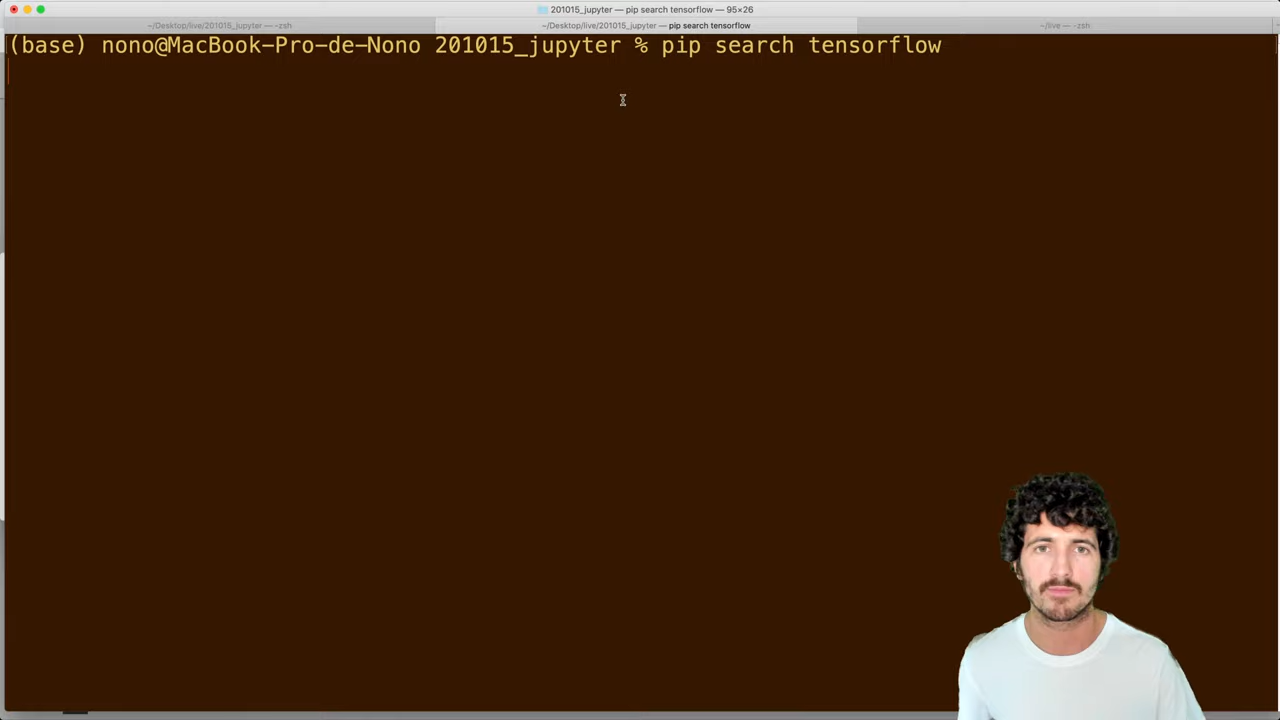 201015_jupyter — pip search tensorflow — 95×26
~/Desktop/live/201015_jupyter — -zsh
~/Desktop/live/201015_jupyter — pip search tensorflow
~/live — -zsh
(base) nono@MacBook-Pro-de-Nono 201015_jupyter % pip search tensorflow